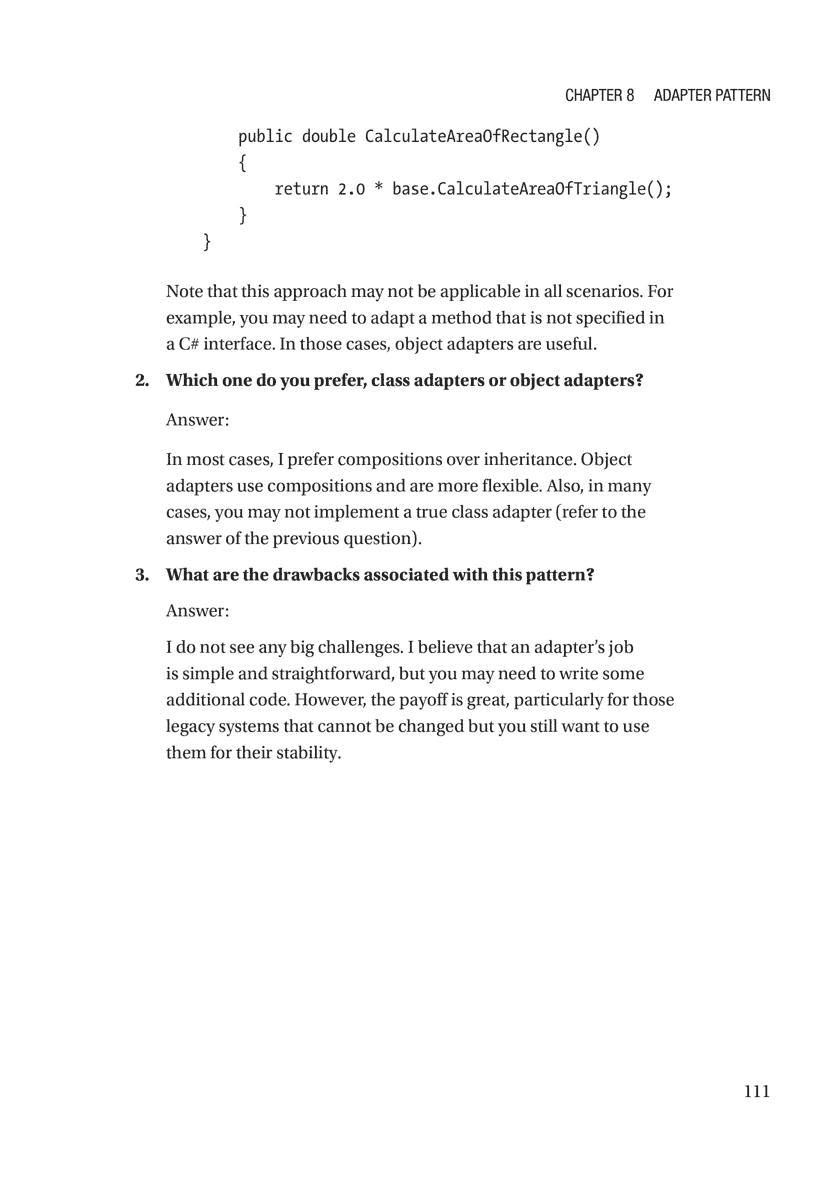 CHAPTER 8 ADAPTER PATTERN
public double CalculateAreaOfRectangle()
{
return 2.0 * base.CalculateAreaOfTriangle();
}
}
Note that this approach may not be applicable in all scenarios. For
example, you may need to adapt a method that is not specified in
a C# interface. In those cases, object adapters are useful.
2. Which one do you prefer, class adapters or object adapters?
Answer:
In most cases, I prefer compositions over inheritance. Object
adapters use compositions and are more flexible. Also, in many
cases, you may not implement a true class adapter (refer to the
answer of the previous question).
3. What are the drawbacks associated with this pattern?
Answer:
I do not see any big challenges. I believe that an adapter’s job
is simple and straightforward, but you may need to write some
additional code. However, the payoff is great, particularly for those
legacy systems that cannot be changed but you still want to use
them for their stability.
111